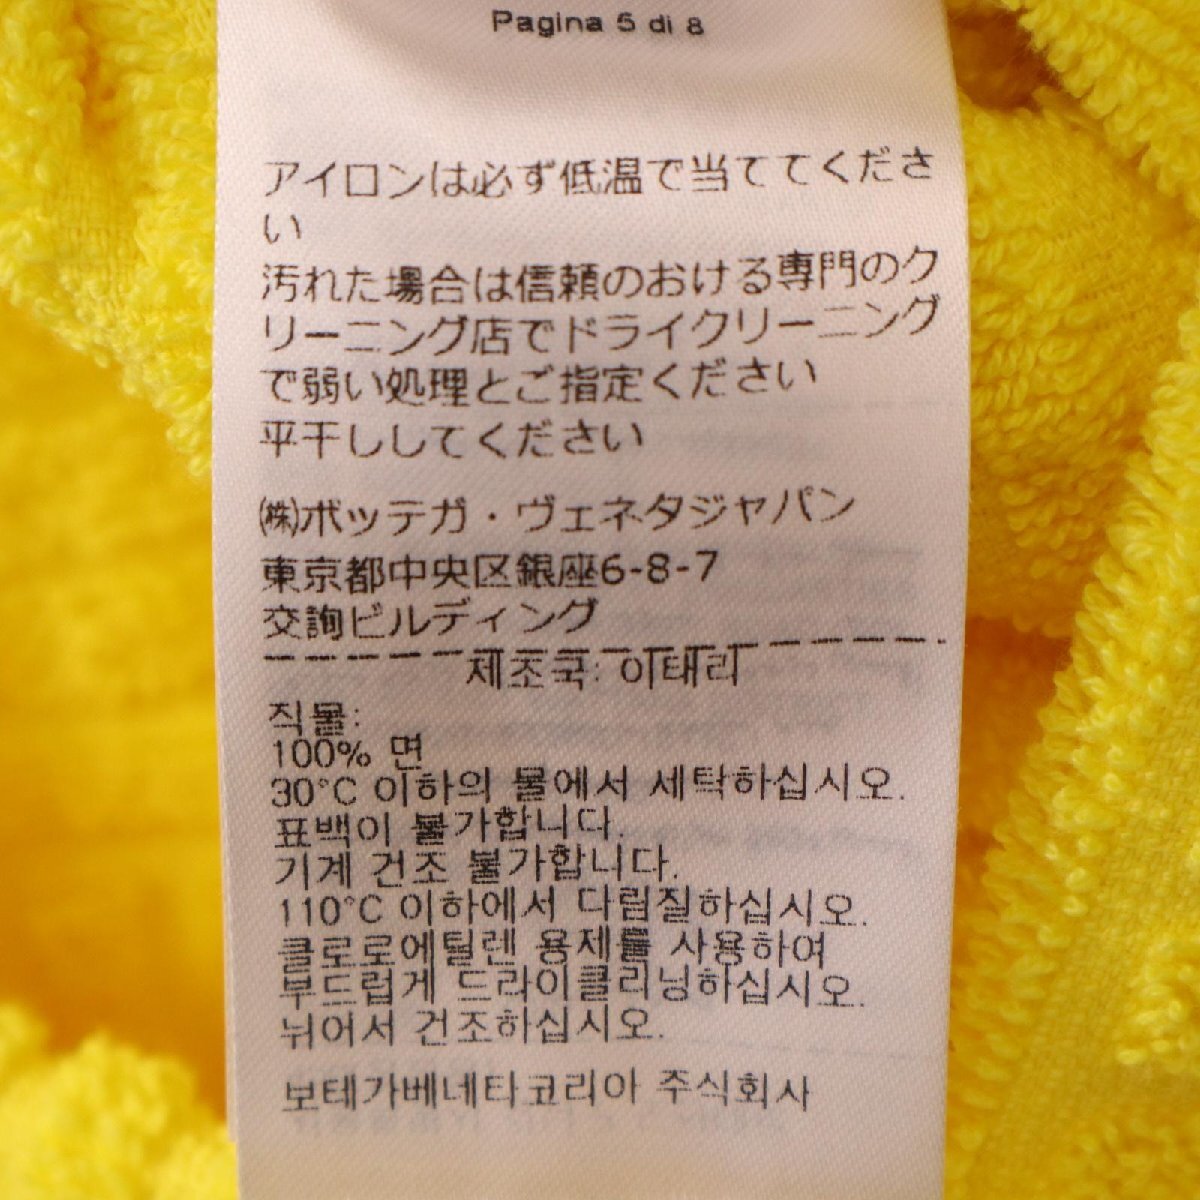 Pagina 5 di 8
アイロンは必ず低温で当ててくださ
い
汚れた場合は信頼のおける専門のク
リーニング店でドライクリーニング
で弱い処理とご指定ください
平干ししてください
㈱ボッテガ・ヴェネタジャパン
東京都中央区銀座6-8-7
交詢ビルディング
제조국: 이태리
직물:
100% 면
30°C 이하의 물에서 세탁하십시오.
표백이 불가합니다.
기계 건조 불가합니다.
110°C 이하에서 다림질하십시오.
클로로에틸렌 용제를 사용하여
부드럽게 드라이클리닝하십시오.
뉘어서 건조하십시오.
보테가베네타코리아 주식회사